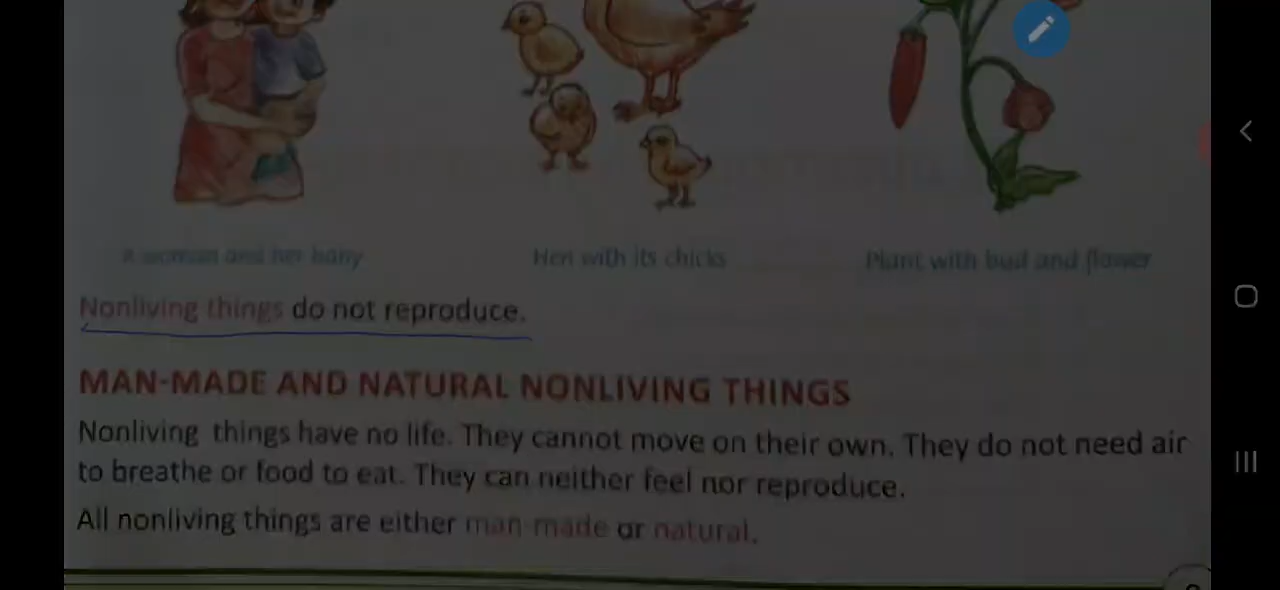 A woman and her baby
Hen with its chicks
Plant with bud and flower
Nonliving things do not reproduce.
MAN-MADE AND NATURAL NONLIVING THINGS
Nonliving things have no life. They cannot move on their own. They do not need air
to breathe or food to eat. They can neither feel nor reproduce.
All nonliving things are either man-made or natural.